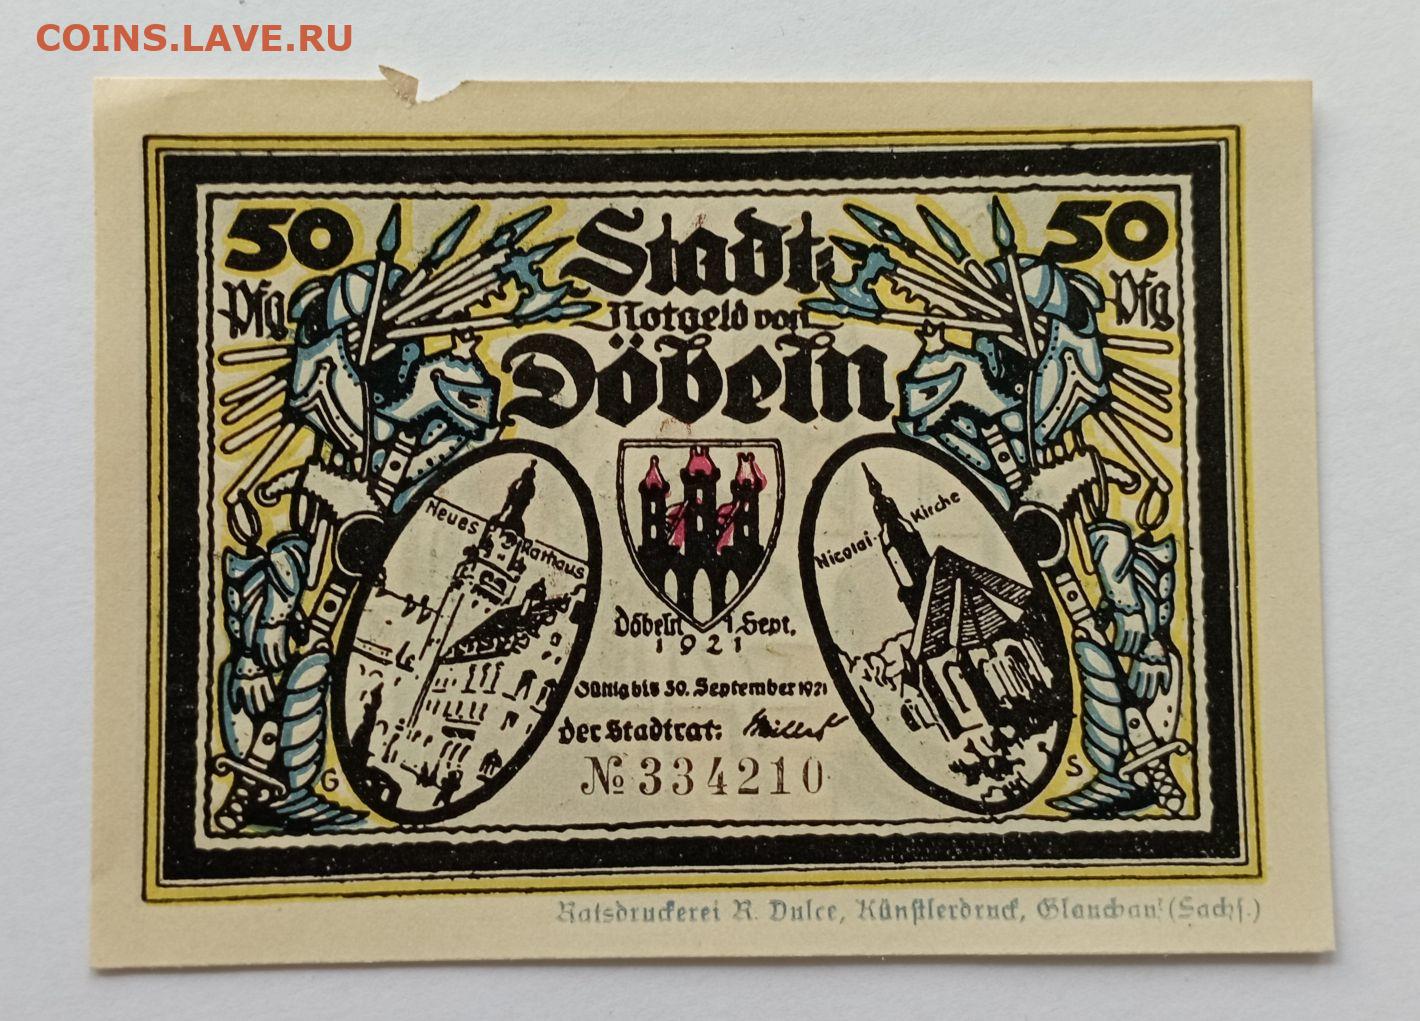 COINS.LAVE.RU
50 Pfg
Stadt-
Notgeld von
Döbeln
50 Pfg
Neues Rathaus
Nicolai-Kirche
Döbeln 1 Sept.
1921
Gültig bis 30. September 1921
der Stadtrat:
№ 334210
G
S
Ratsdruckerei R. Dulce, Künstlerdruck, Glauchau (Sachs.)